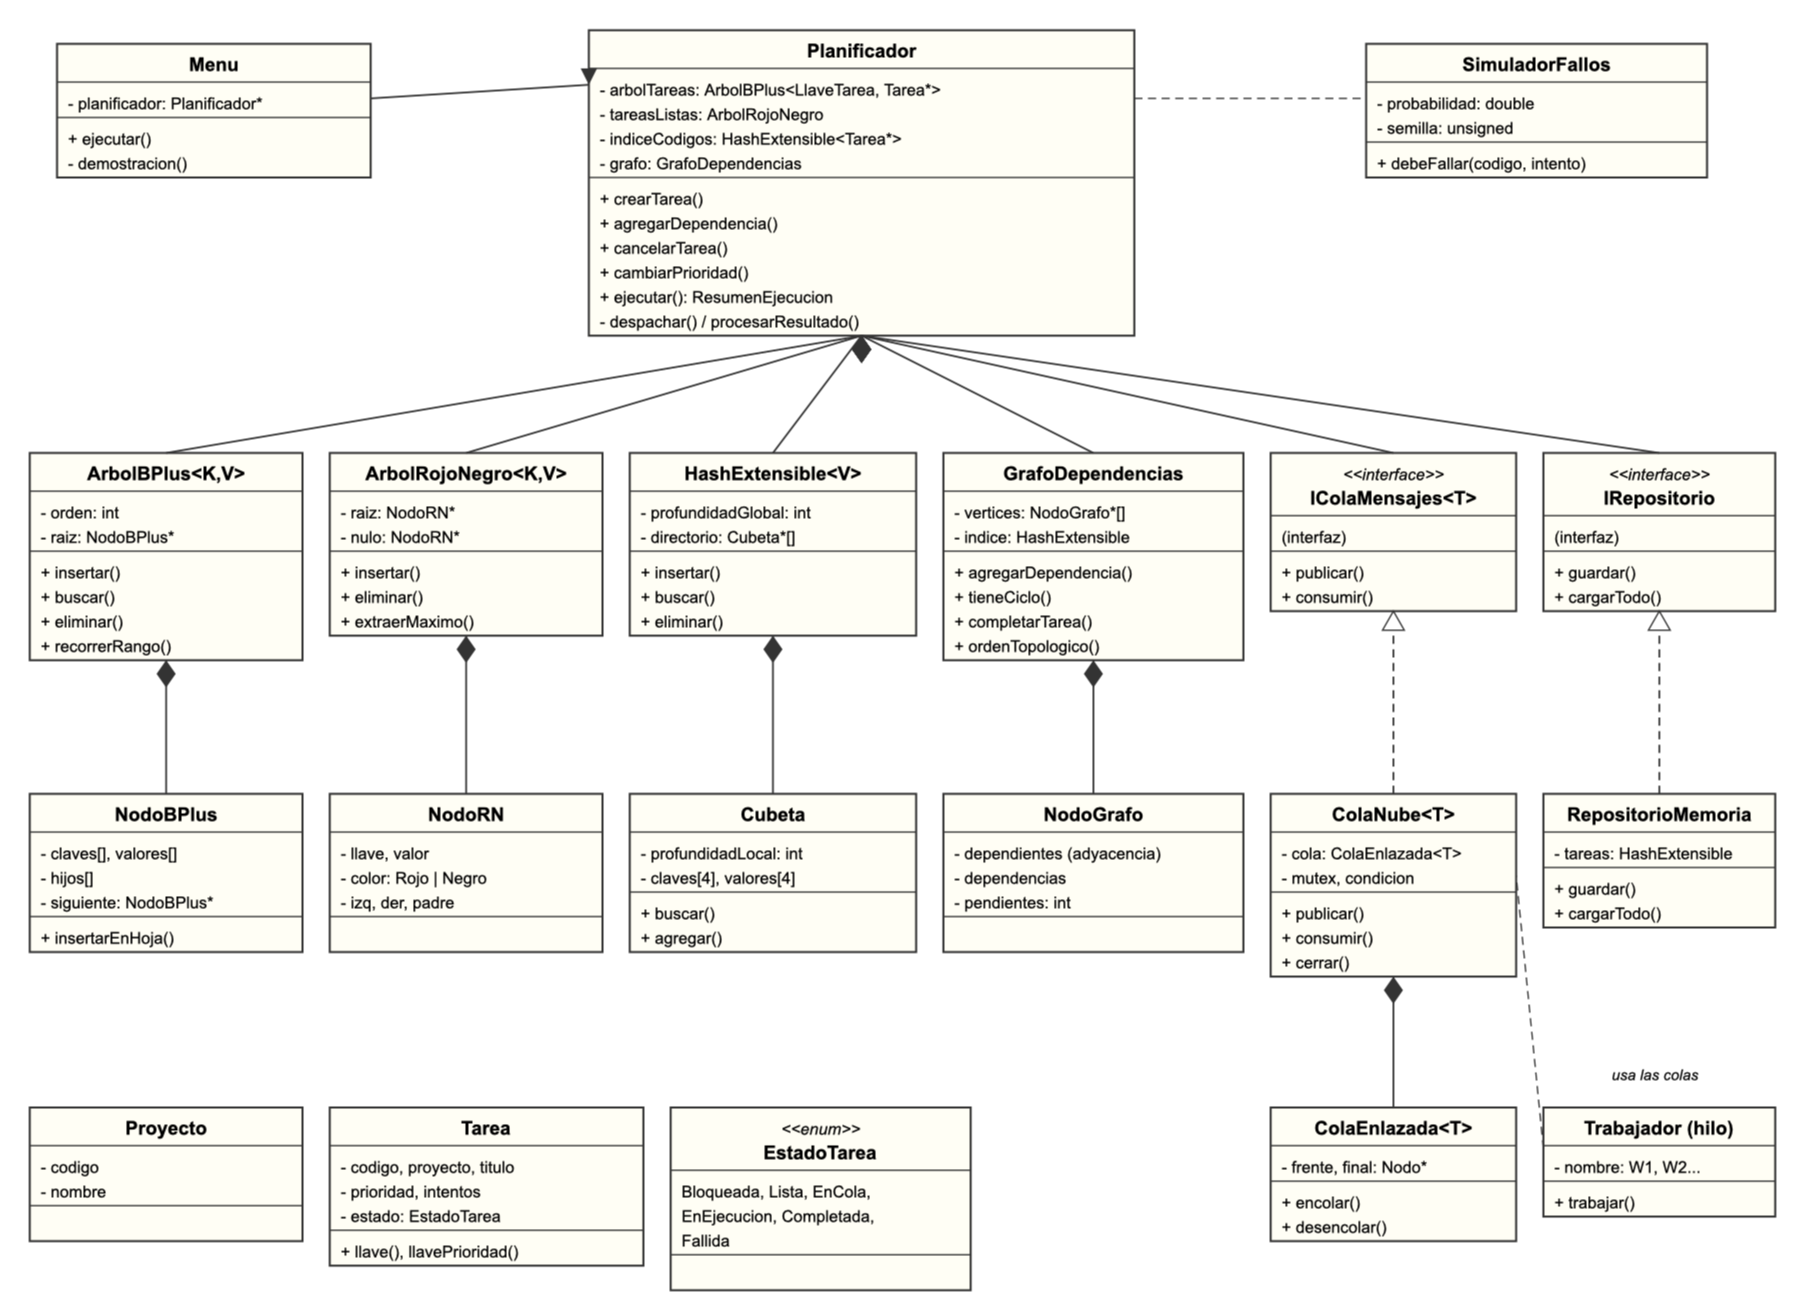 Menu
- planificador: Planificador*
+ ejecutar()
- demostracion()
Planificador
- arbolTareas: ArbolBPlus<LlaveTarea, Tarea*>
- tareasListas: ArbolRojoNegro
- indiceCodigos: HashExtensible<Tarea*>
- grafo: GrafoDependencias
+ crearTarea()
+ agregarDependencia()
+ cancelarTarea()
+ cambiarPrioridad()
+ ejecutar(): ResumenEjecucion
- despachar() / procesarResultado()
SimuladorFallos
- probabilidad: double
- semilla: unsigned
+ debeFallar(codigo, intento)
ArbolBPlus<K,V>
- orden: int
- raiz: NodoBPlus*
+ insertar()
+ buscar()
+ eliminar()
+ recorrerRango()
ArbolRojoNegro<K,V>
- raiz: NodoRN*
- nulo: NodoRN*
+ insertar()
+ eliminar()
+ extraerMaximo()
HashExtensible<V>
- profundidadGlobal: int
- directorio: Cubeta*[]
+ insertar()
+ buscar()
+ eliminar()
GrafoDependencias
- vertices: NodoGrafo*[]
- indice: HashExtensible
+ agregarDependencia()
+ tieneCiclo()
+ completarTarea()
+ ordenTopologico()
<<interface>>
IColaMensajes<T>
(interfaz)
+ publicar()
+ consumir()
<<interface>>
IRepositorio
(interfaz)
+ guardar()
+ cargarTodo()
NodoBPlus
- claves[], valores[]
- hijos[]
- siguiente: NodoBPlus*
+ insertarEnHoja()
NodoRN
- llave, valor
- color: Rojo | Negro
- izq, der, padre
Cubeta
- profundidadLocal: int
- claves[4], valores[4]
+ buscar()
+ agregar()
NodoGrafo
- dependientes (adyacencia)
- dependencias
- pendientes: int
ColaNube<T>
- cola: ColaEnlazada<T>
- mutex, condicion
+ publicar()
+ consumir()
+ cerrar()
RepositorioMemoria
- tareas: HashExtensible
+ guardar()
+ cargarTodo()
usa las colas
Proyecto
- codigo
- nombre
Tarea
- codigo, proyecto, titulo
- prioridad, intentos
- estado: EstadoTarea
+ llave(), llavePrioridad()
<<enum>>
EstadoTarea
Bloqueada, Lista, EnCola,
EnEjecucion, Completada,
Fallida
ColaEnlazada<T>
- frente, final: Nodo*
+ encolar()
+ desencolar()
Trabajador (hilo)
- nombre: W1, W2...
+ trabajar()